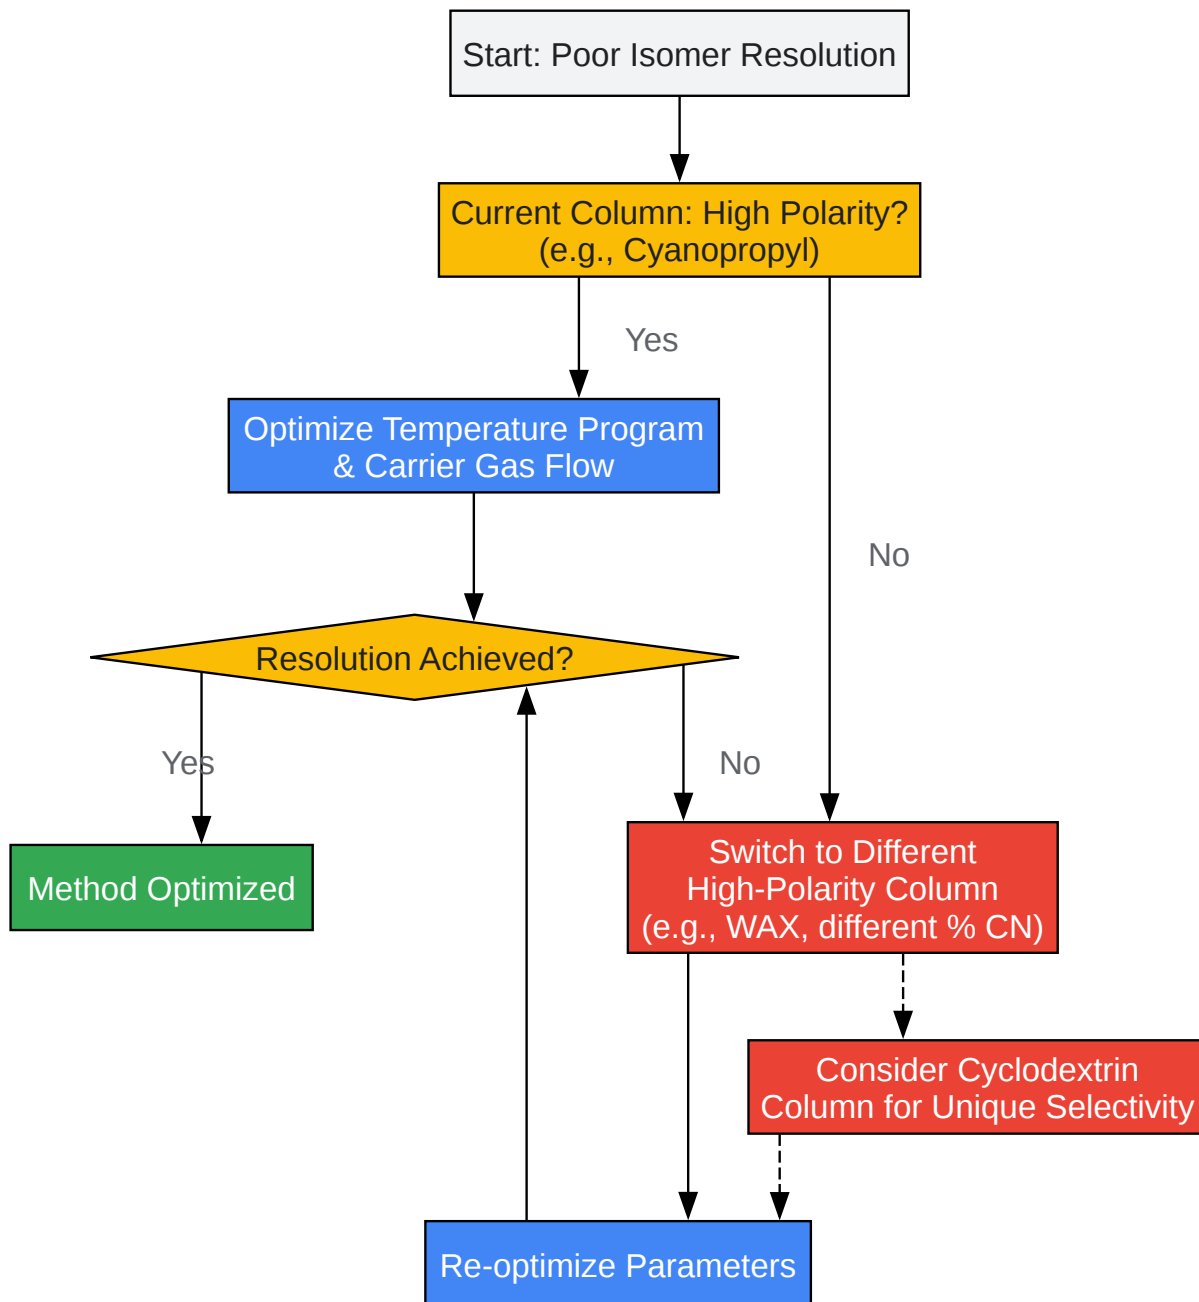 Start: Poor Isomer Resolution
Current Column: High Polarity?
(e.g., Cyanopropyl)
Yes
Optimize Temperature Program
& Carrier Gas Flow
No
Resolution Achieved?
Yes
No
Method Optimized
Switch to Different
High-Polarity Column
(e.g., WAX, different % CN)
Consider Cyclodextrin
Column for Unique Selectivity
Re-optimize Parameters